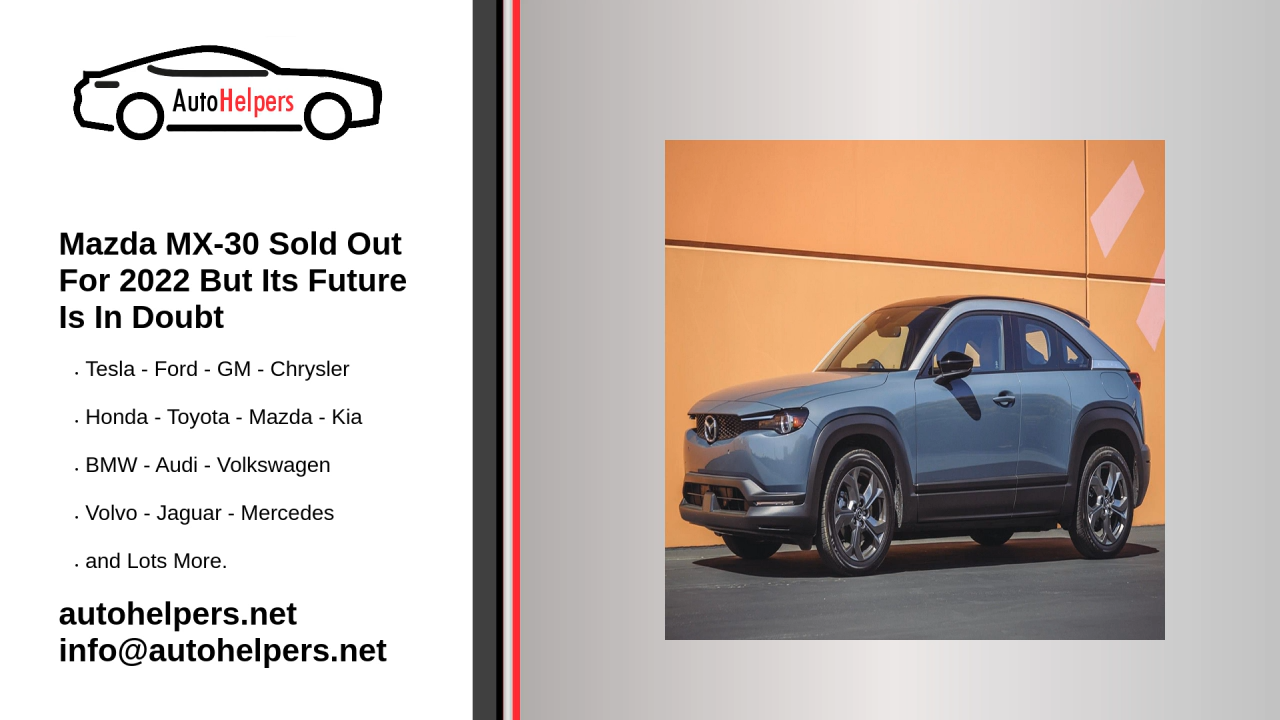 AutoHelpers
Mazda MX-30 Sold Out
For 2022 But Its Future
Is In Doubt
. Tesla - Ford - GM - Chrysler
. Honda - Toyota - Mazda - Kia
. BMW - Audi - Volkswagen
. Volvo - Jaguar - Mercedes
. and Lots More.
autohelpers.net
info@autohelpers.net